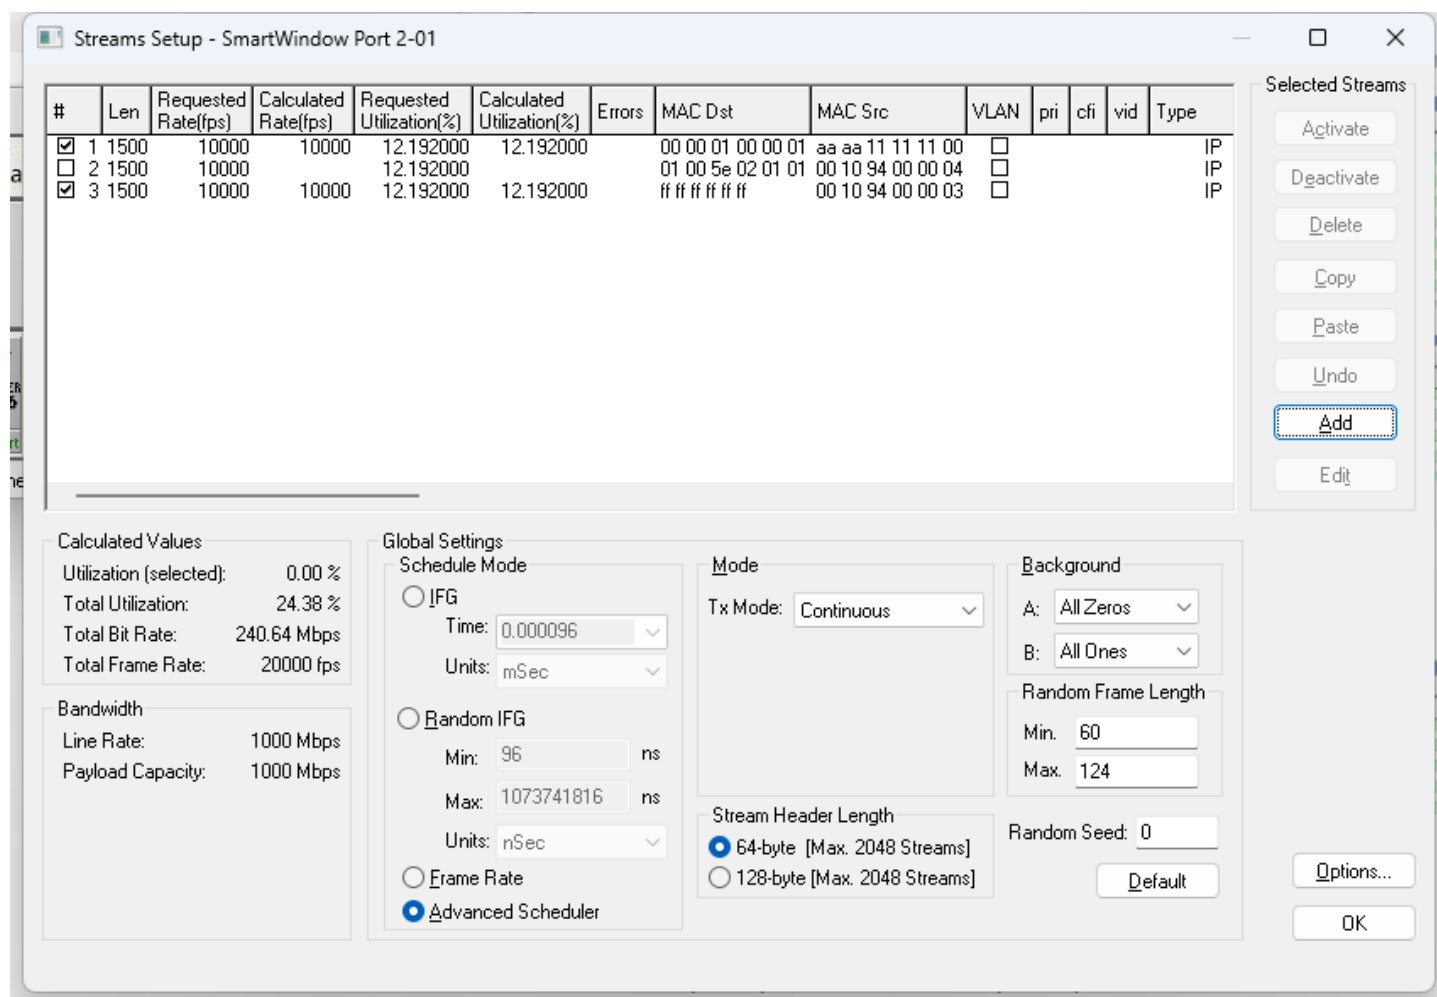 Streams Setup - SmartWindow Port 2-01
# Len Requested Rate(fps) Calculated Rate(fps) Requested Utilization(%) Calculated Utilization(%) Errors MAC Dst MAC Src VLAN pri cfi vid Type
1 1500 10000 10000 12.192000 12.192000 00 00 01 00 00 01 aa aa 11 11 11 00 IP
2 1500 10000 12.192000 01 00 5e 02 01 01 00 10 94 00 00 04 IP
3 1500 10000 10000 12.192000 12.192000 ff ff ff ff ff ff 00 10 94 00 00 03 IP
Selected Streams
Activate
Deactivate
Delete
Copy
Paste
Undo
Add
Edit
Calculated Values
Utilization (selected): 0.00 %
Total Utilization: 24.38 %
Total Bit Rate: 240.64 Mbps
Total Frame Rate: 20000 fps
Bandwidth
Line Rate: 1000 Mbps
Payload Capacity: 1000 Mbps
Global Settings
Schedule Mode
IFG
Time: 0.000096
Units: mSec
Random IFG
Min: 96 ns
Max: 1073741816 ns
Units: nSec
Frame Rate
Advanced Scheduler
Mode
Tx Mode: Continuous
Stream Header Length
64-byte [Max. 2048 Streams]
128-byte [Max. 2048 Streams]
Background
A: All Zeros
B: All Ones
Random Frame Length
Min. 60
Max. 124
Random Seed: 0
Default
Options...
OK